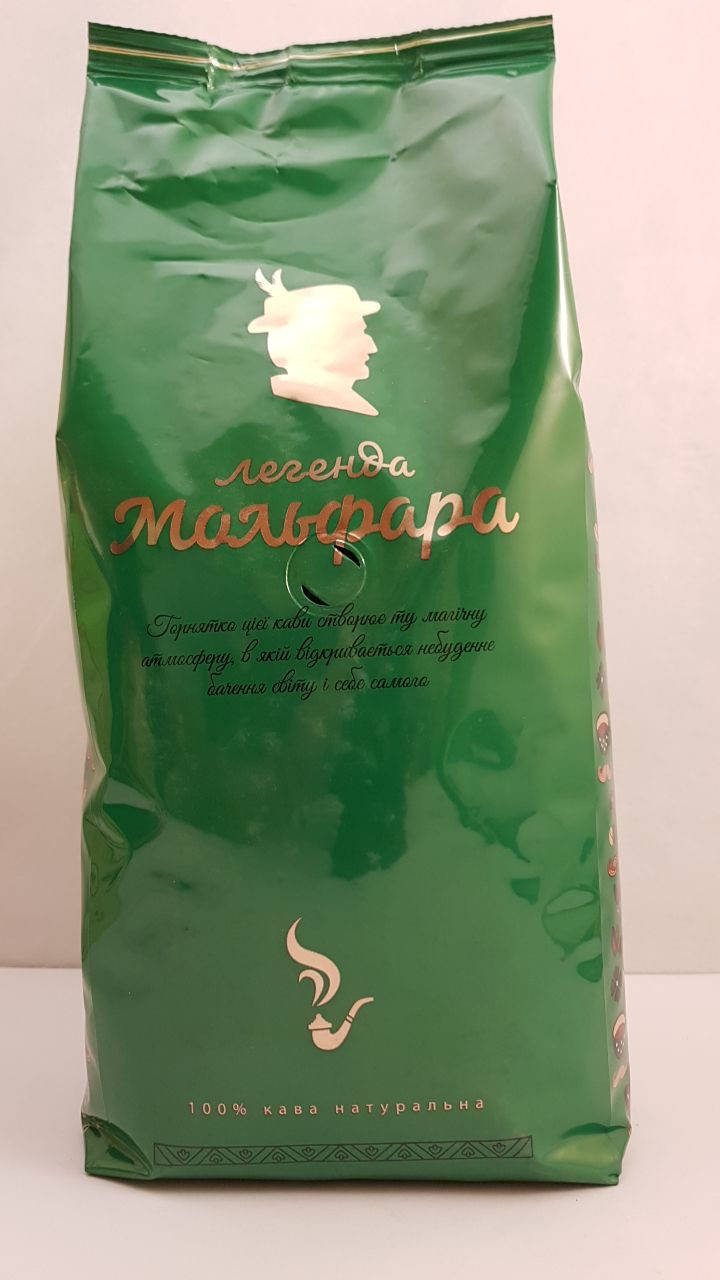 легенда
Мольфара
Горнятко цієї кави створює ту магічну
атмосферу, в якій відкривається небуденне
бачення світу і себе самого
100% кава натуральна